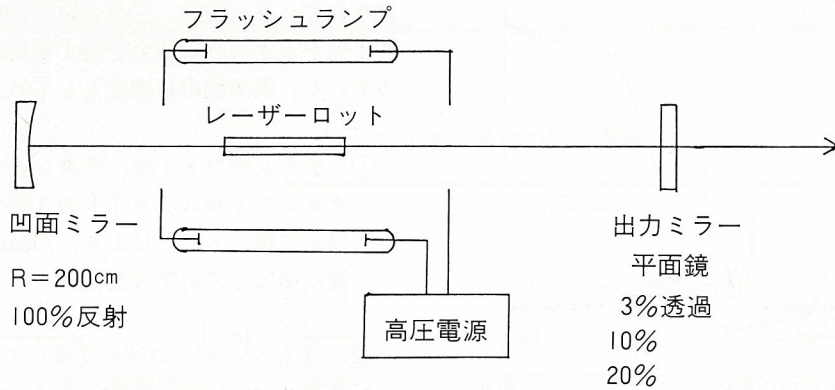 フラッシュランプ
レーザーロット
凹面ミラー
R=200cm
100%反射
高圧電源
出力ミラー
平面鏡
3%透過
10%
20%